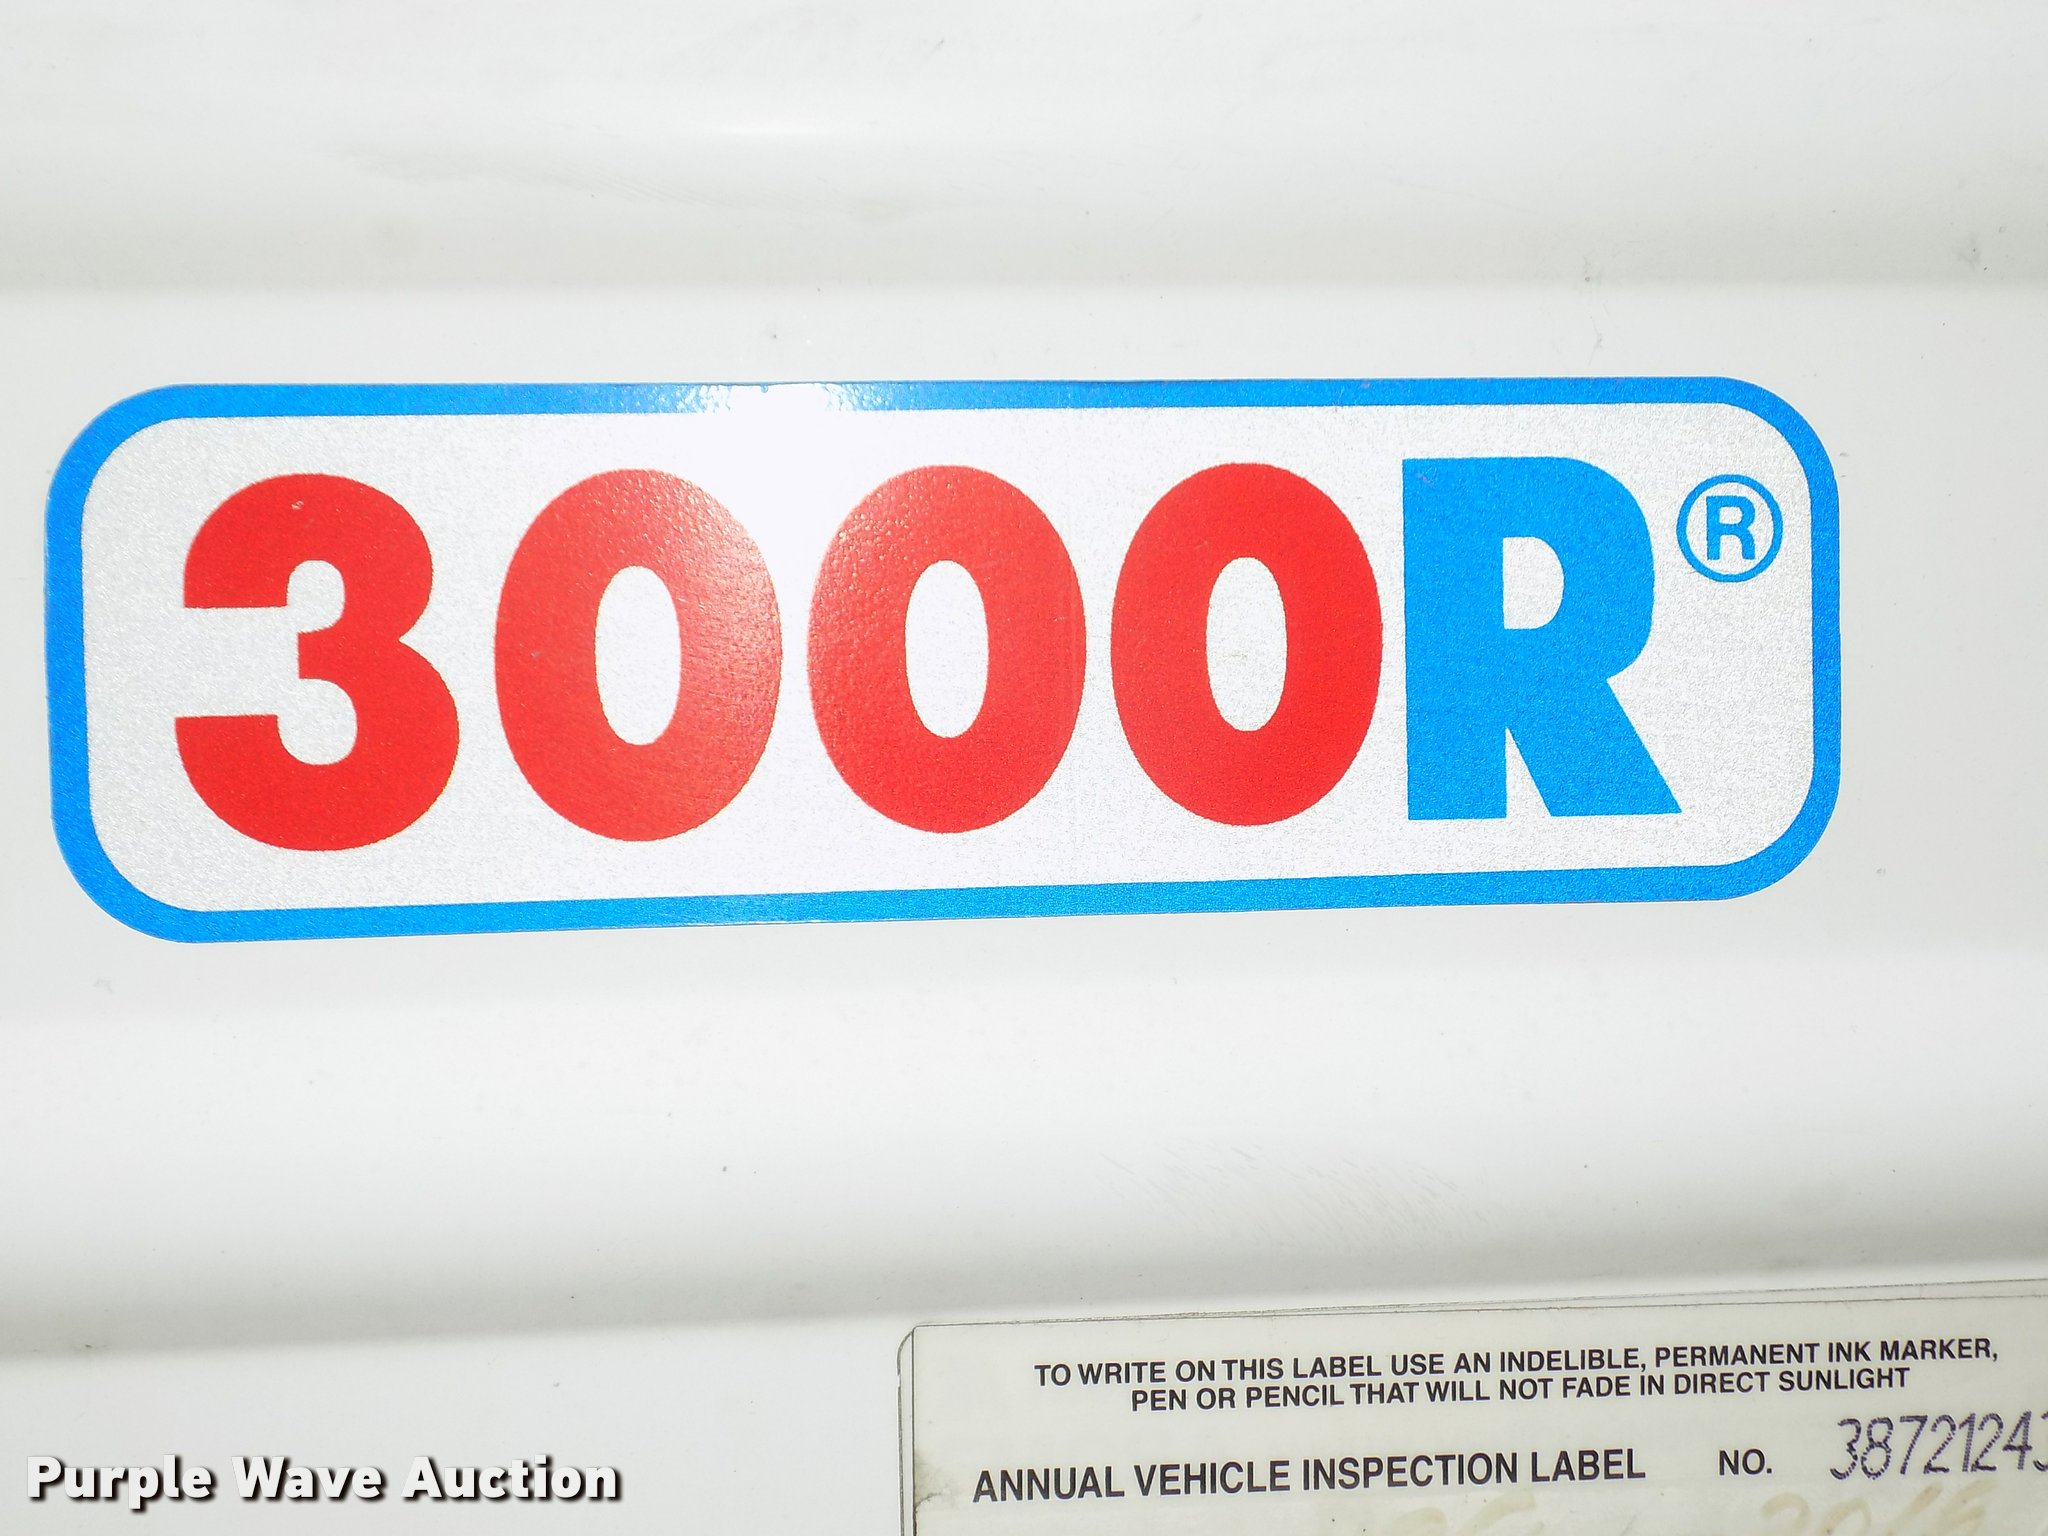 3000R®
TO WRITE ON THIS LABEL USE AN INDELIBLE, PERMANENT INK MARKER,
PEN OR PENCIL THAT WILL NOT FADE IN DIRECT SUNLIGHT
ANNUAL VEHICLE INSPECTION LABEL NO. 3872124
Purple Wave Auction